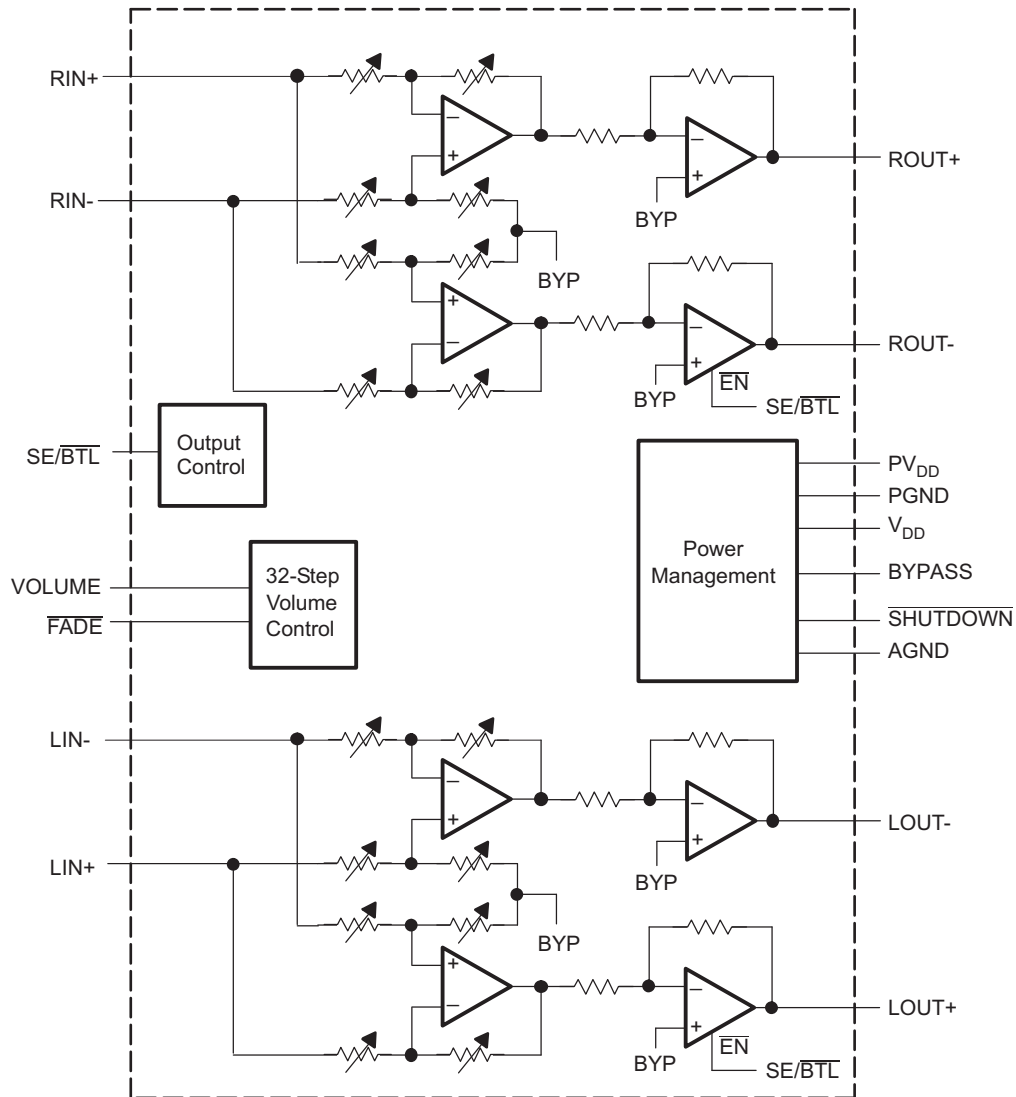 RIN+
−
+
−
+
BYP
ROUT+
RIN-
BYP
+
−
−
+
BYP
EN
SE/BTL
ROUT-
SE/BTL
Output
Control
VOLUME
FADE
32-Step
Volume
Control
Power
Management
PVDD
PGND
VDD
BYPASS
SHUTDOWN
AGND
LIN-
−
+
−
+
BYP
LOUT-
LIN+
BYP
+
−
−
+
BYP
EN
SE/BTL
LOUT+